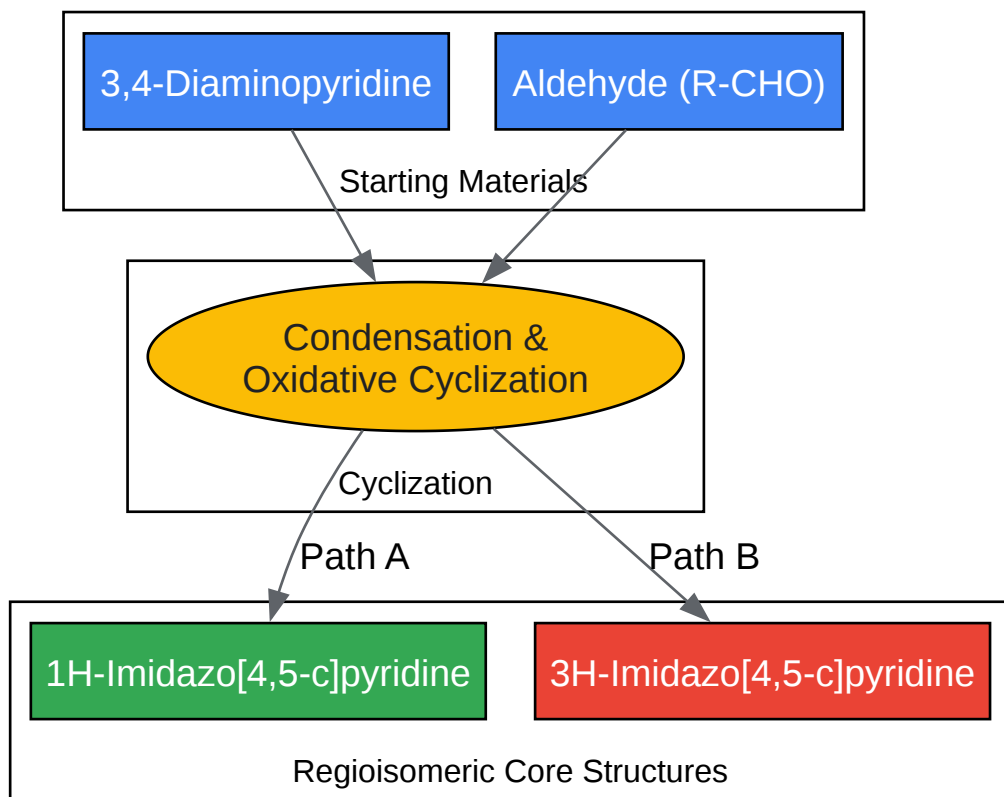 3,4-Diaminopyridine
Aldehyde (R-CHO)
Starting Materials
Condensation &
Oxidative Cyclization
Cyclization
Path A
Path B
1H-Imidazo[4,5-c]pyridine
3H-Imidazo[4,5-c]pyridine
Regioisomeric Core Structures